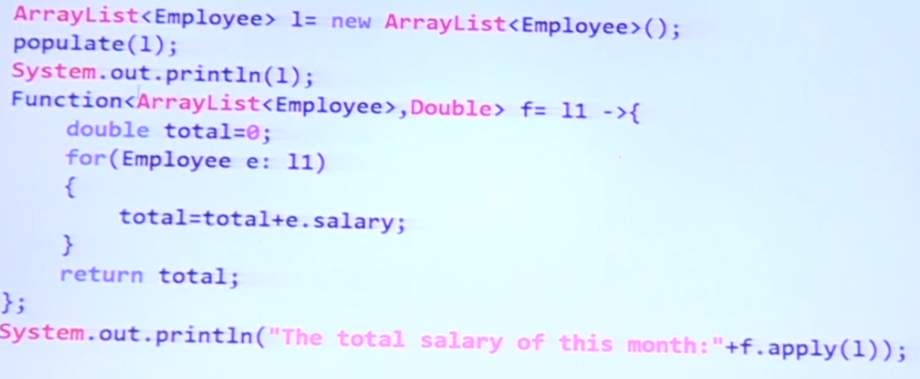 ArrayList<Employee> l= new ArrayList<Employee>();
populate(l);
System.out.println(l);
Function<ArrayList<Employee>,Double> f= l1 ->{
double total=0;
for(Employee e: l1)
{
total=total+e.salary;
}
return total;
};
System.out.println("The total salary of this month:"+f.apply(l));